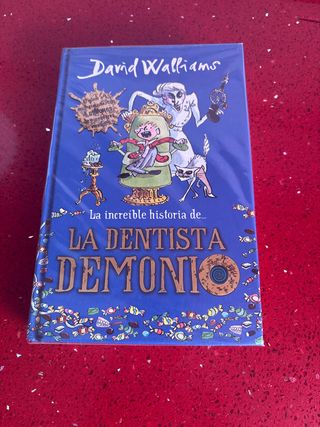 David Walliams
La increíble historia de...
LA DENTISTA
DEMONIO